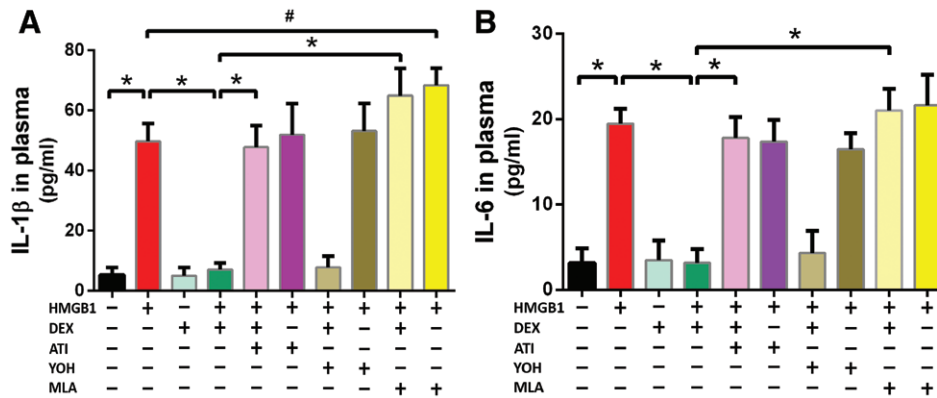 A
#
*
* * *
80
60
40
20
0
IL-1β in plasma
(pg/ml)
HMGB1 − + − + + + + + + +
DEX − − + + + − + − + −
ATI − − − − + + − − − −
YOH − − − − − − + + − −
MLA − − − − − − − − + +
B
*
* * *
30
20
10
0
IL-6 in plasma
(pg/ml)
HMGB1 − + − + + + + + + +
DEX − − + + + − + − + −
ATI − − − − + + − − − −
YOH − − − − − − + + − −
MLA − − − − − − − − + +